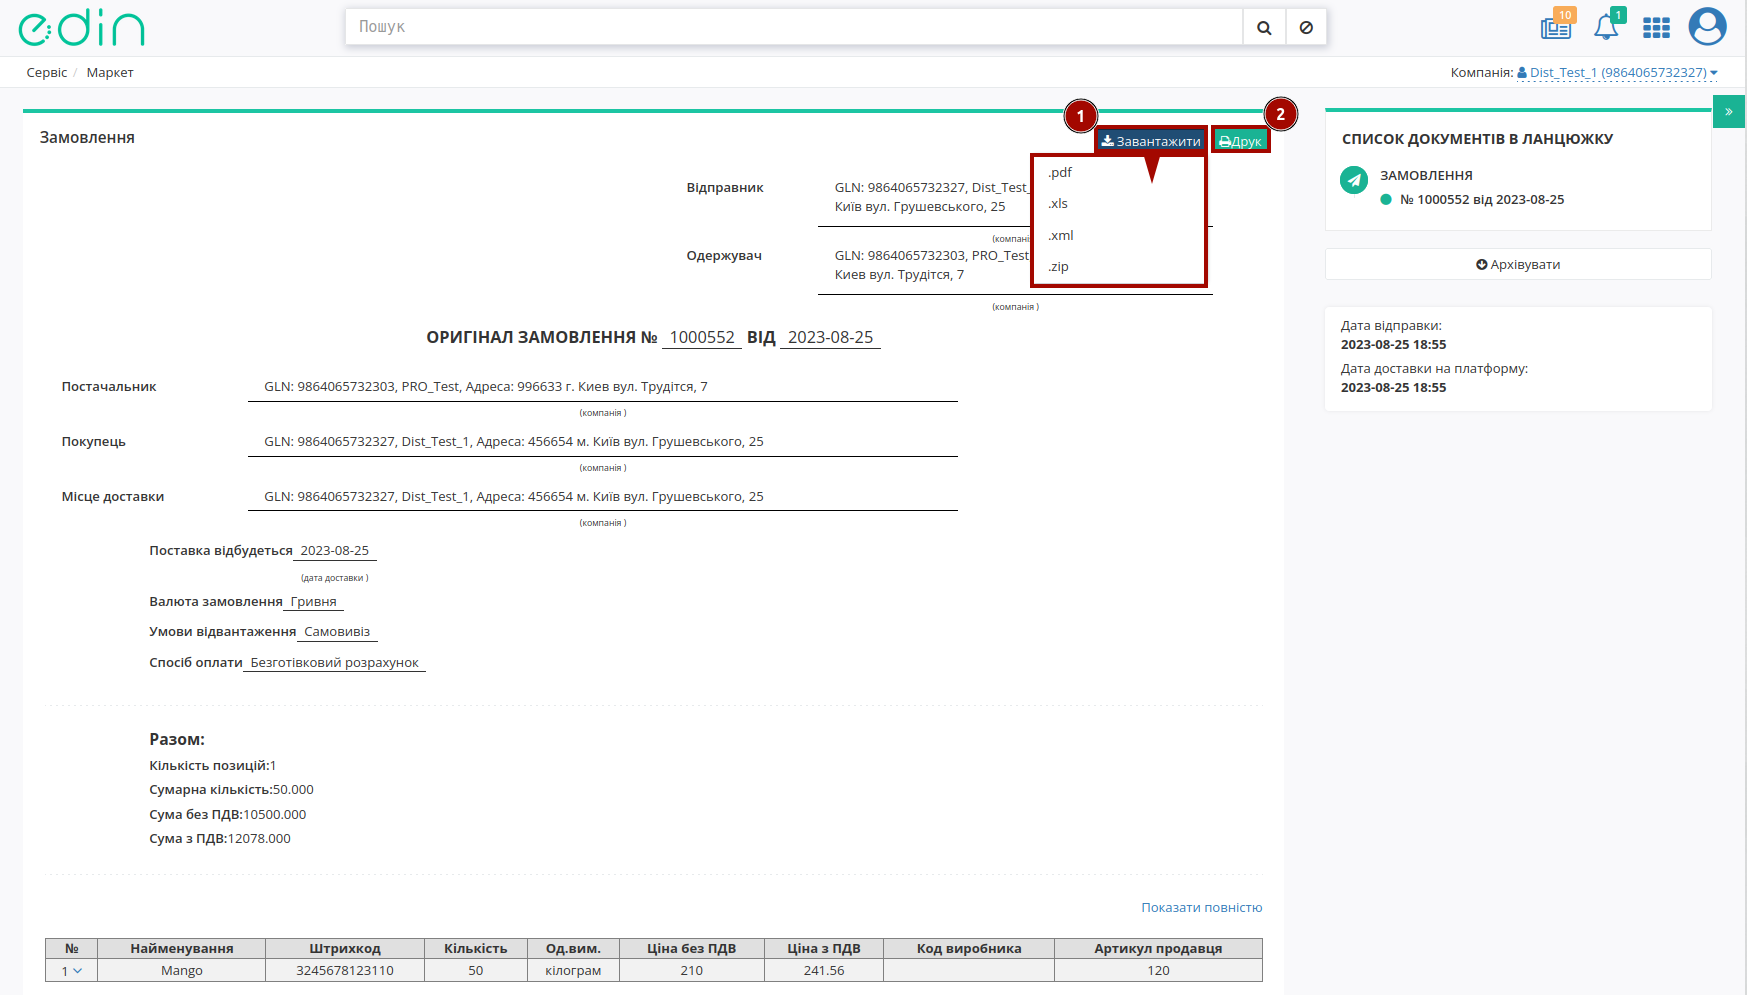 edin
Пошук
10
1
Сервіс / Маркет
Компанія: Dist_Test_1 (9864065732327)
»
Замовлення
1
2
Завантажити
Друк
.pdf
.xls
.xml
.zip
Відправник
GLN: 9864065732327, Dist_Test_
Київ вул. Грушевського, 25
(компані
Одержувач
GLN: 9864065732303, PRO_Test
Киев вул. Трудітся, 7
(компанія )
ОРИГІНАЛ ЗАМОВЛЕННЯ № 1000552 ВІД 2023-08-25
Постачальник
GLN: 9864065732303, PRO_Test, Адреса: 996633 г. Киев вул. Трудітся, 7
(компанія )
Покупець
GLN: 9864065732327, Dist_Test_1, Адреса: 456654 м. Київ вул. Грушевського, 25
(компанія )
Місце доставки
GLN: 9864065732327, Dist_Test_1, Адреса: 456654 м. Київ вул. Грушевського, 25
(компанія )
Поставка відбудеться 2023-08-25
(дата доставки )
Валюта замовлення Гривня
Умови відвантаження Самовивіз
Спосіб оплати Безготівковий розрахунок
Разом:
Кількість позицій:1
Сумарна кількість:50.000
Сума без ПДВ:10500.000
Сума з ПДВ:12078.000
Показати повністю
№ Найменування Штрихкод Кількість Од.вим. Ціна без ПДВ Ціна з ПДВ Код виробника Артикул продавця
1 Mango 3245678123110 50 кілограм 210 241.56 120
СПИСОК ДОКУМЕНТІВ В ЛАНЦЮЖКУ
ЗАМОВЛЕННЯ
№ 1000552 від 2023-08-25
Архівувати
Дата відправки:
2023-08-25 18:55
Дата доставки на платформу:
2023-08-25 18:55